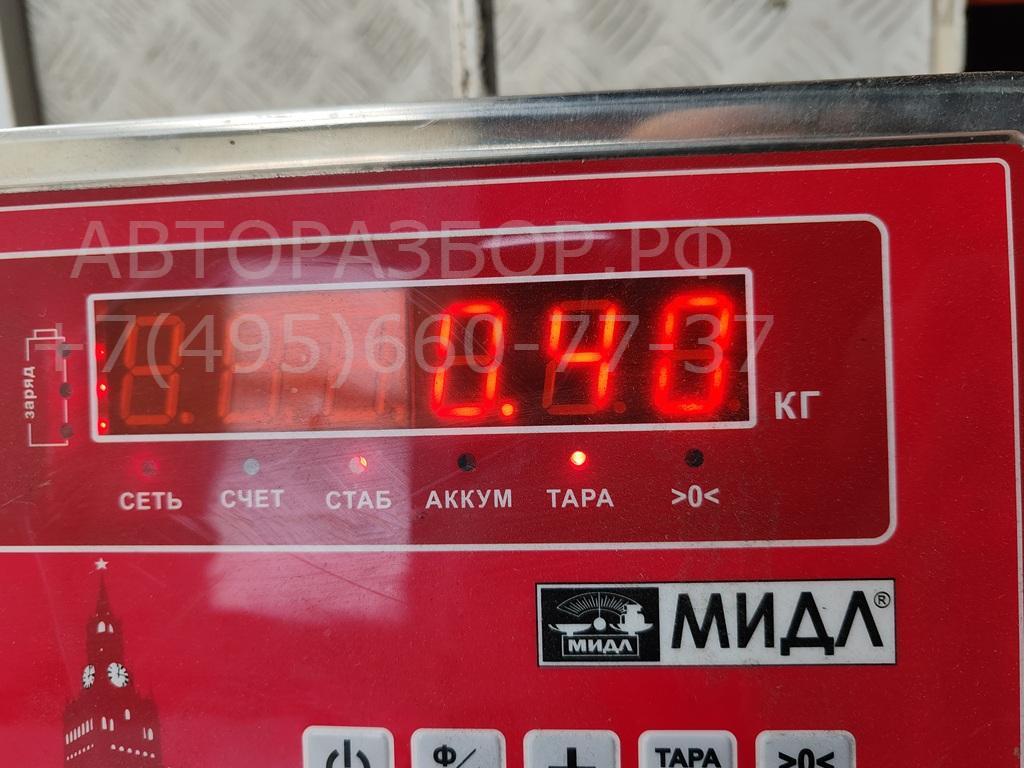 АВТОРАЗБОР.РФ
+7(495)660-77-37
заряд
0.40
КГ
СЕТЬ СЧЕТ СТАБ АККУМ ТАРА >0<
МИДЛ
МИДЛ®
Ф/ + ТАРА >0<